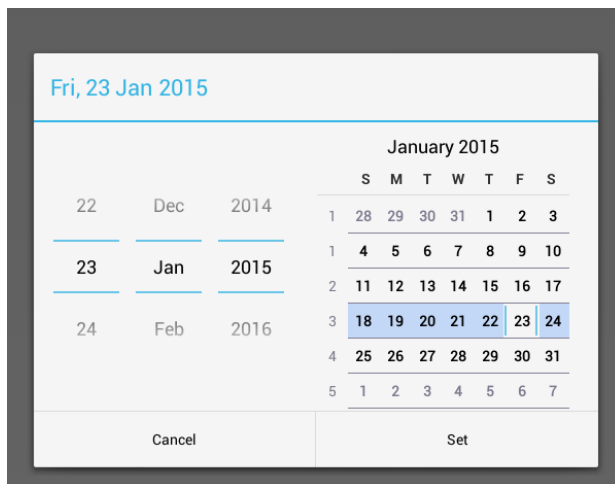 Fri, 23 Jan 2015
22 Dec 2014
23 Jan 2015
24 Feb 2016
January 2015
S M T W T F S
1 28 29 30 31 1 2 3
1 4 5 6 7 8 9 10
2 11 12 13 14 15 16 17
3 18 19 20 21 22 23 24
4 25 26 27 28 29 30 31
5 1 2 3 4 5 6 7
Cancel Set